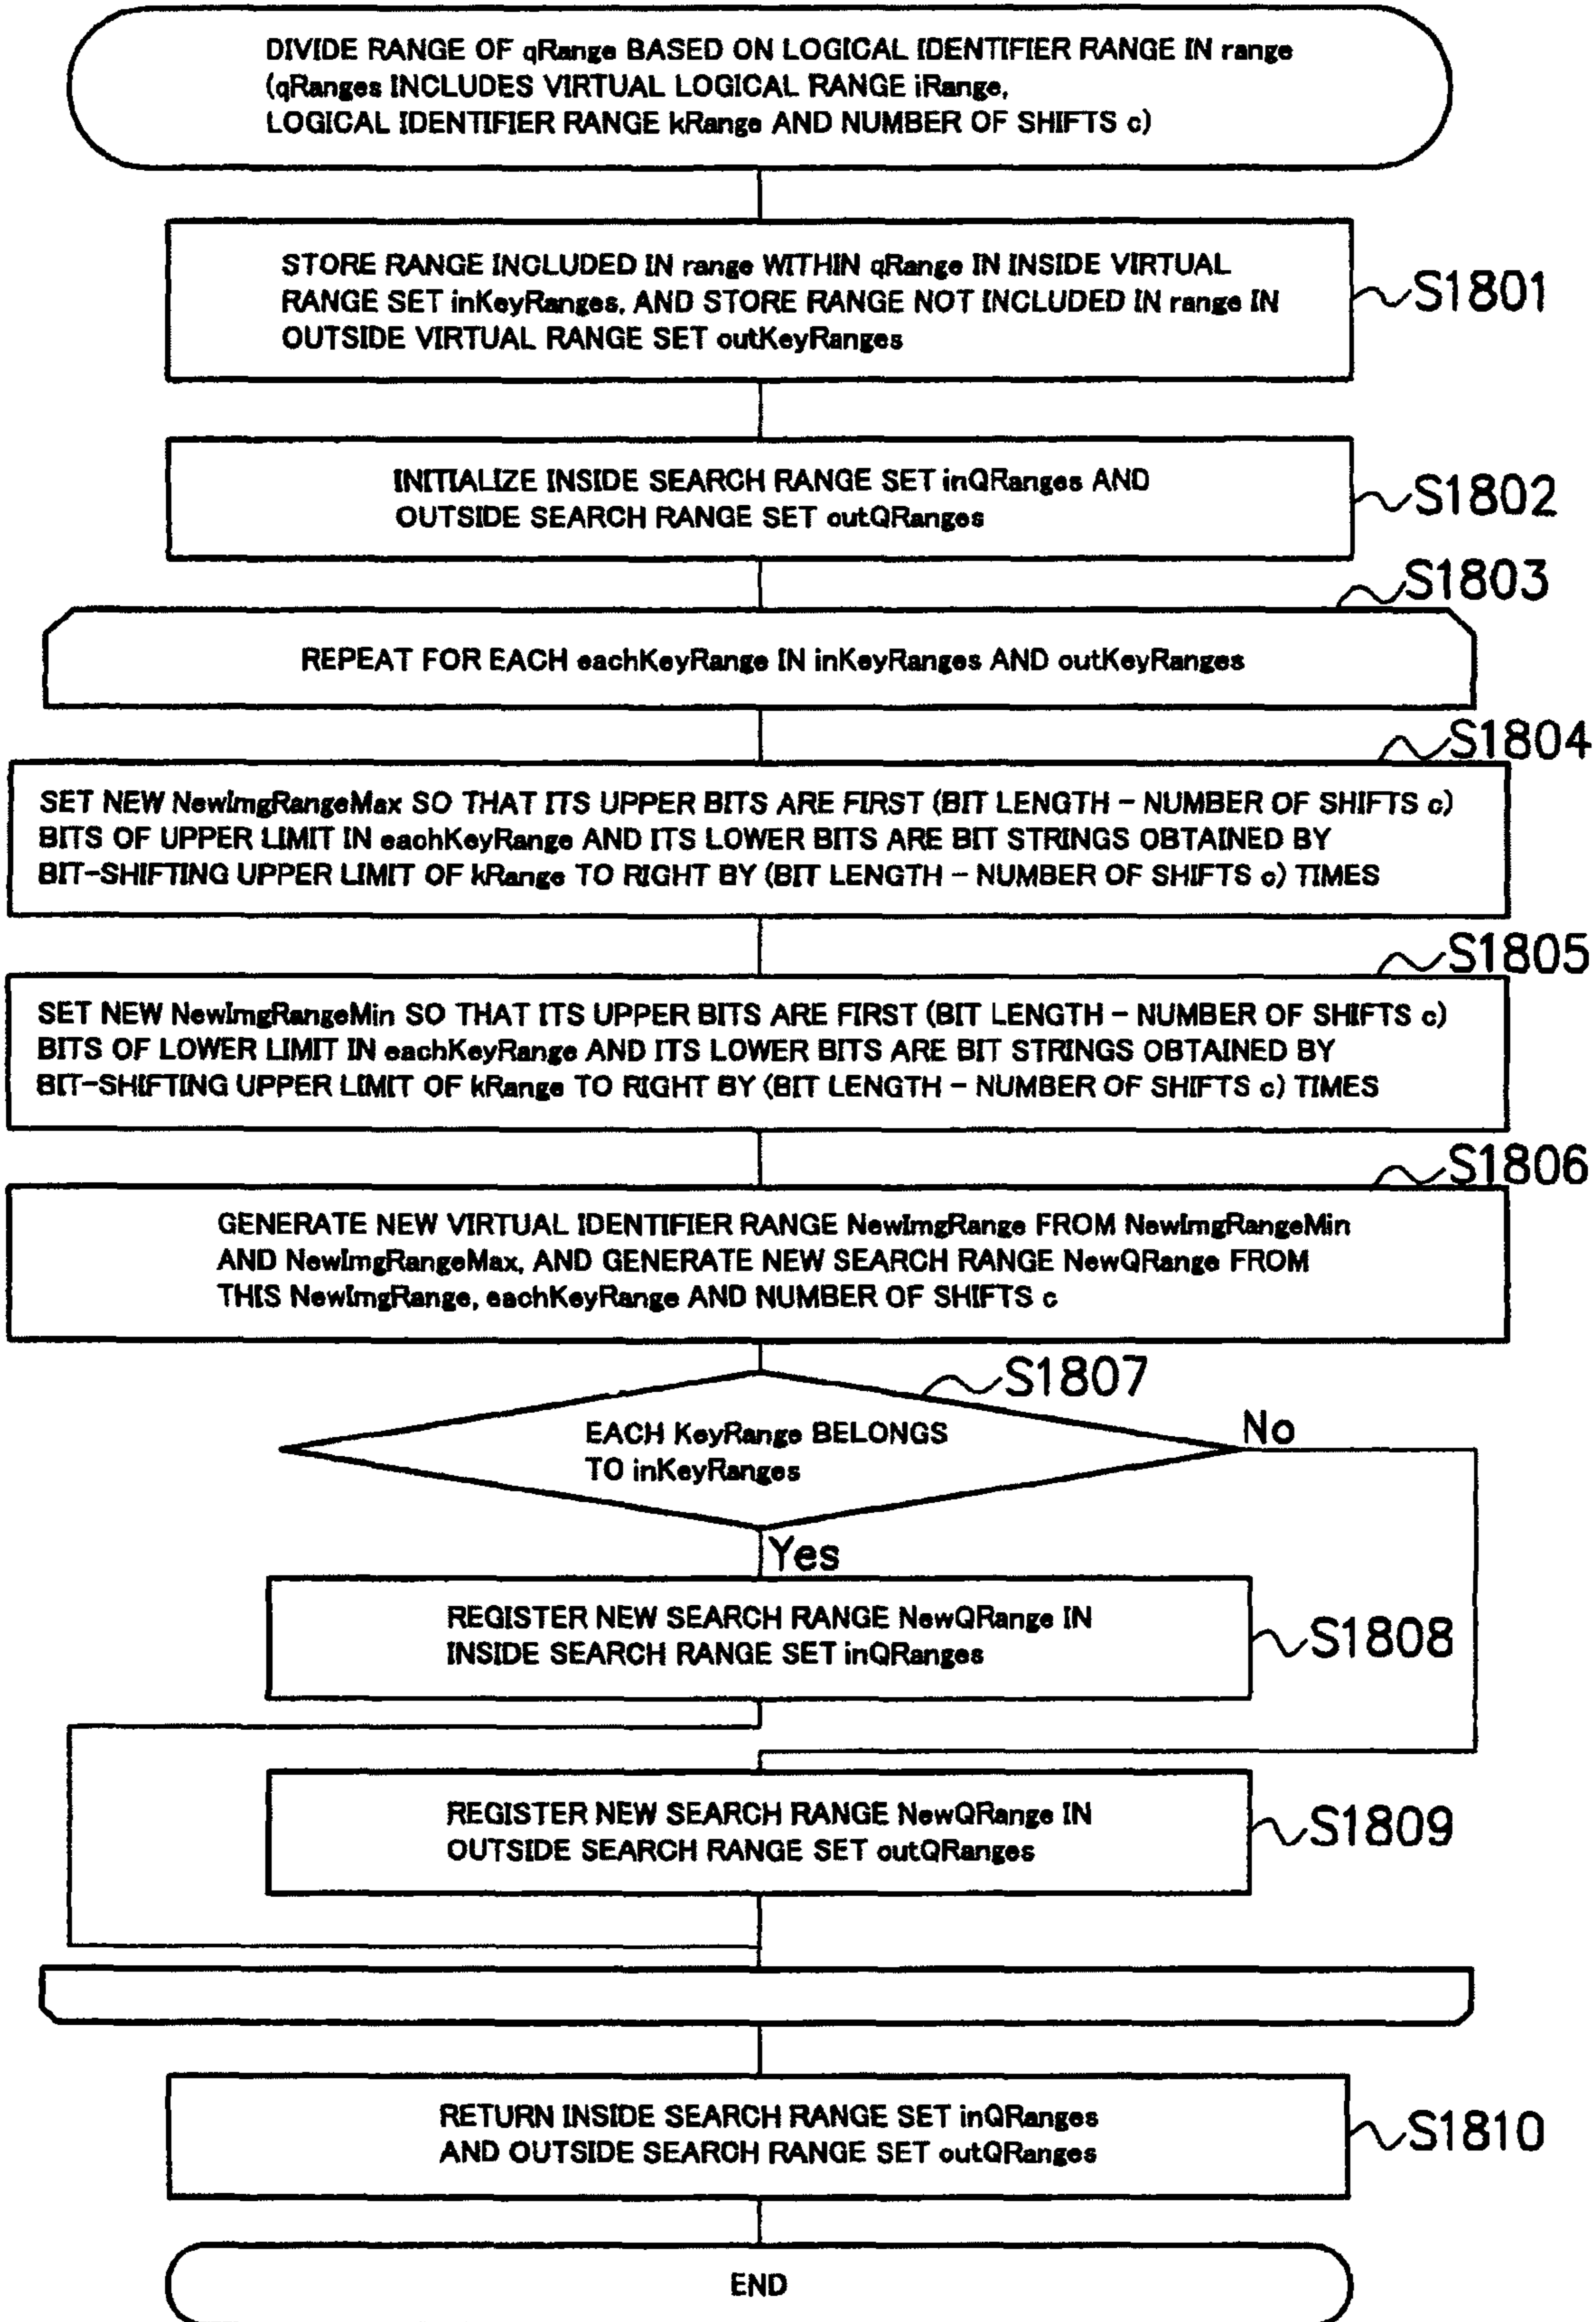 DIVIDE RANGE OF qRange BASED ON LOGICAL IDENTIFIER RANGE IN range
(qRanges INCLUDES VIRTUAL LOGICAL RANGE iRange,
LOGICAL IDENTIFIER RANGE kRange AND NUMBER OF SHIFTS c)
STORE RANGE INCLUDED IN range WITHIN qRange IN INSIDE VIRTUAL
RANGE SET inKeyRanges, AND STORE RANGE NOT INCLUDED IN range IN
OUTSIDE VIRTUAL RANGE SET outKeyRanges
S1801
INITIALIZE INSIDE SEARCH RANGE SET inQRanges AND
OUTSIDE SEARCH RANGE SET outQRanges
S1802
S1803
REPEAT FOR EACH eachKeyRange IN inKeyRanges AND outKeyRanges
S1804
SET NEW NewImgRangeMax SO THAT ITS UPPER BITS ARE FIRST (BIT LENGTH – NUMBER OF SHIFTS c)
BITS OF UPPER LIMIT IN eachKeyRange AND ITS LOWER BITS ARE BIT STRINGS OBTAINED BY
BIT-SHIFTING UPPER LIMIT OF kRange TO RIGHT BY (BIT LENGTH – NUMBER OF SHIFTS c) TIMES
S1805
SET NEW NewImgRangeMin SO THAT ITS UPPER BITS ARE FIRST (BIT LENGTH – NUMBER OF SHIFTS c)
BITS OF LOWER LIMIT IN eachKeyRange AND ITS LOWER BITS ARE BIT STRINGS OBTAINED BY
BIT-SHIFTING UPPER LIMIT OF kRange TO RIGHT BY (BIT LENGTH – NUMBER OF SHIFTS c) TIMES
S1806
GENERATE NEW VIRTUAL IDENTIFIER RANGE NewImgRange FROM NewImgRangeMin
AND NewImgRangeMax, AND GENERATE NEW SEARCH RANGE NewQRange FROM
THIS NewImgRange, eachKeyRange AND NUMBER OF SHIFTS c
S1807
EACH KeyRange BELONGS
TO inKeyRanges
No
Yes
REGISTER NEW SEARCH RANGE NewQRange IN
INSIDE SEARCH RANGE SET inQRanges
S1808
REGISTER NEW SEARCH RANGE NewQRange IN
OUTSIDE SEARCH RANGE SET outQRanges
S1809
RETURN INSIDE SEARCH RANGE SET inQRanges
AND OUTSIDE SEARCH RANGE SET outQRanges
S1810
END